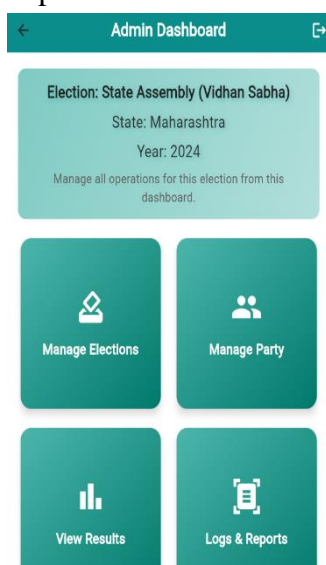 Admin Dashboard
Election: State Assembly (Vidhan Sabha)
State: Maharashtra
Year: 2024
Manage all operations for this election from this
dashboard.
Manage Elections
Manage Party
View Results
Logs & Reports